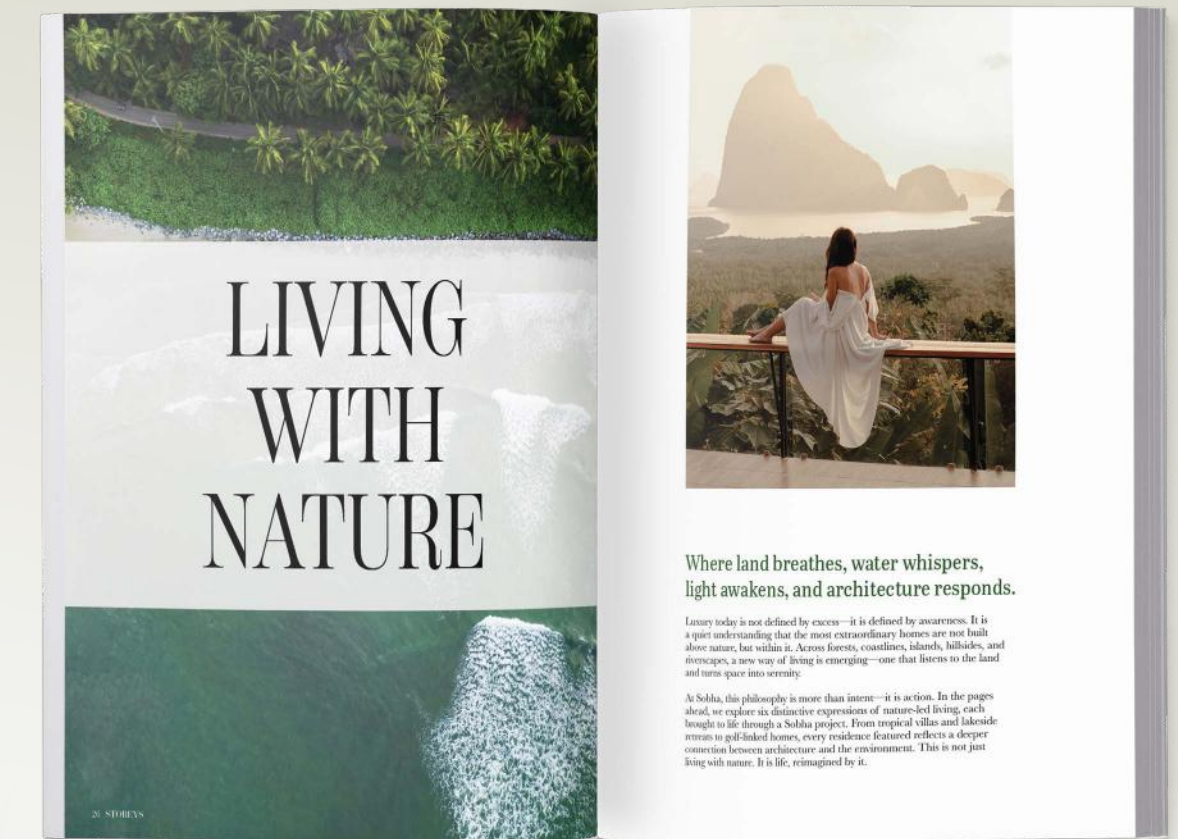 LIVING
WITH
NATURE
26 STOREYS
Where land breathes, water whispers,
light awakens, and architecture responds.
Luxury today is not defined by excess—it is defined by awareness. It is
a quiet understanding that the most extraordinary homes are not built
above nature, but within it. Across forests, coastlines, islands, hillsides, and
riverscapes, a new way of living is emerging—one that listens to the land
and turns space into serenity.
At Sobha, this philosophy is more than intent—it is action. In the pages
ahead, we explore six distinctive expressions of nature-led living, each
brought to life through a Sobha project. From tropical villas and lakeside
retreats to golf-linked homes, every residence featured reflects a deeper
connection between architecture and the environment. This is not just
living with nature. It is life, reimagined by it.